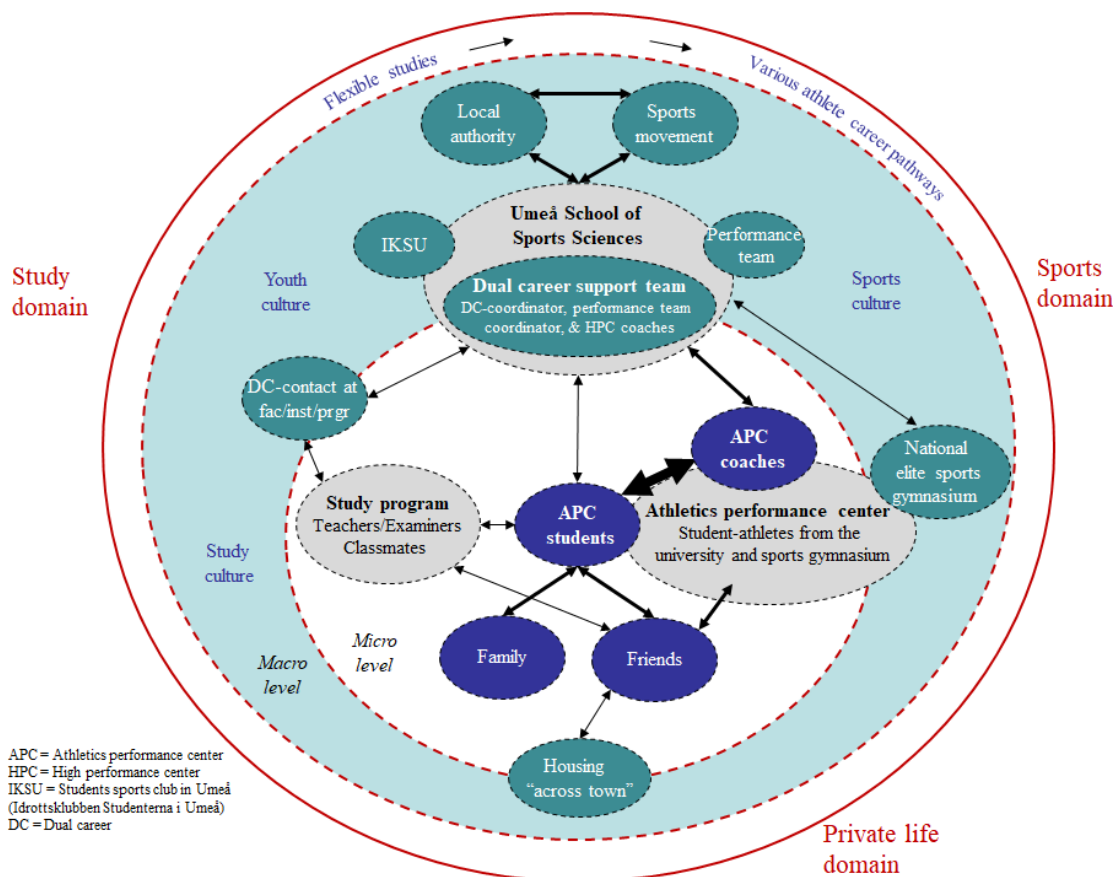 Flexible studies
Various athlete career pathways
Local
authority
Sports
movement
Umeå School of
Sports Sciences
IKSU
Performance
team
Dual career support team
DC-coordinator, performance team
coordinator, & HPC coaches
Study
domain
Youth
culture
Sports
culture
Sports
domain
DC-contact at
fac/inst/prgr
APC
coaches
National
elite sports
gymnasium
Study program
Teachers/Examiners
Classmates
APC
students
Athletics performance center
Student-athletes from the
university and sports gymnasium
Study
culture
Micro
level
Macro
level
Family
Friends
Housing
“across town”
Private life
domain
APC = Athletics performance center
HPC = High performance center
IKSU = Students sports club in Umeå
(Idrottsklubben Studenterna i Umeå)
DC = Dual career